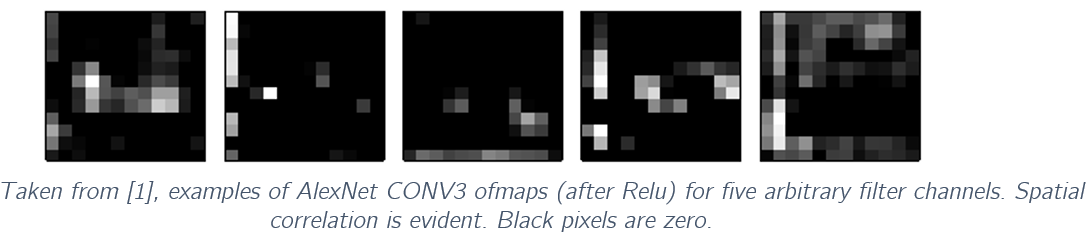 Taken from [1], examples of AlexNet CONV3 ofmaps (after Relu) for five arbitrary filter channels. Spatial
correlation is evident. Black pixels are zero.